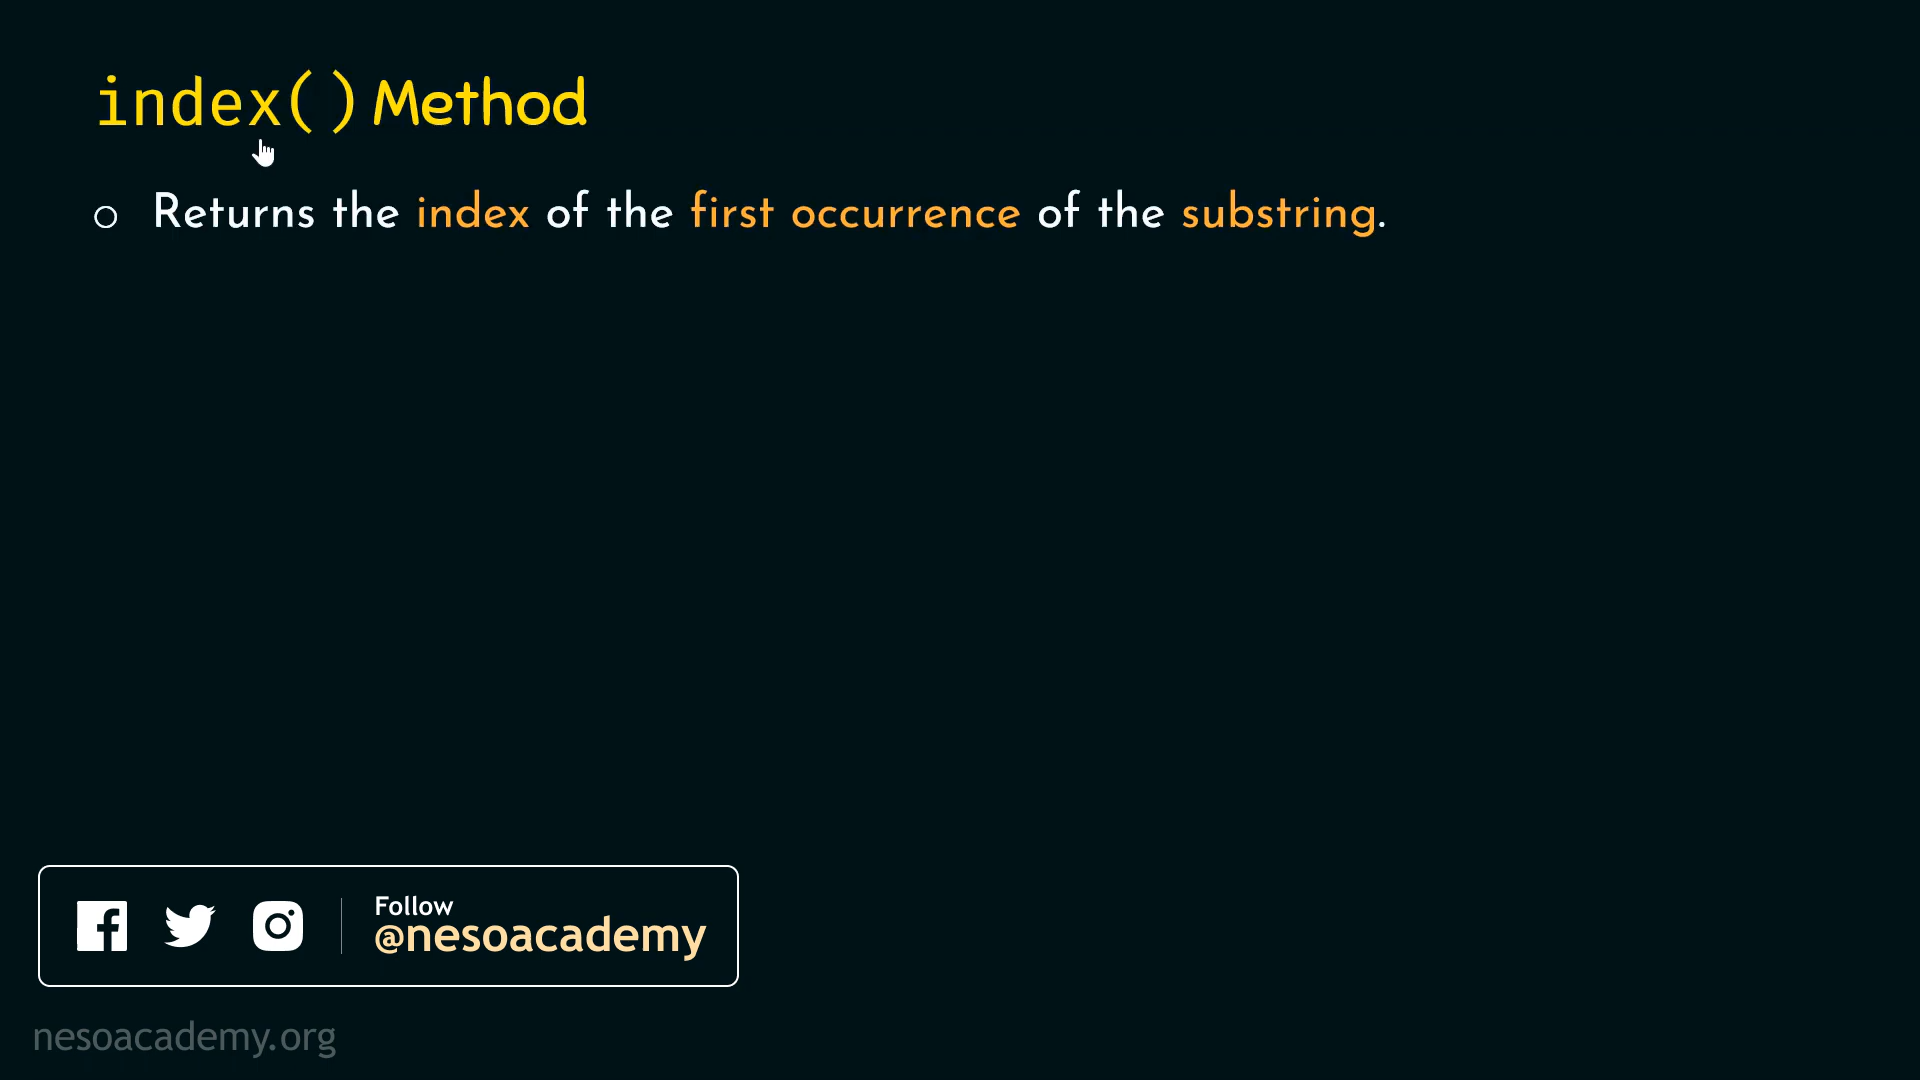 index() Method
Returns the index of the first occurrence of the substring.
Follow
@nesoacademy
nesoacademy.org